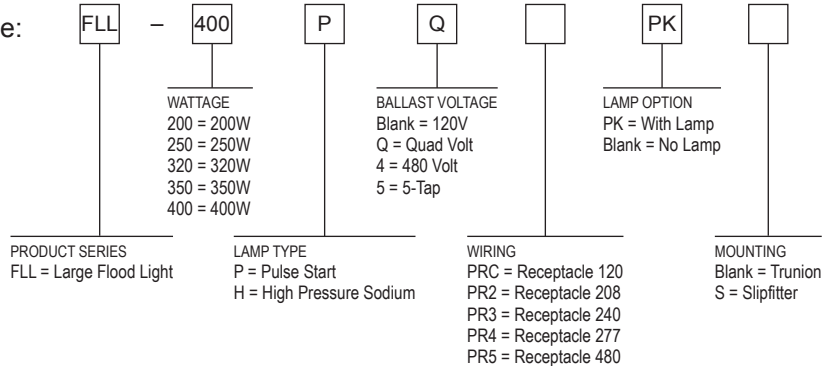 e: FLL – 400 P Q PK
WATTAGE
200 = 200W
250 = 250W
320 = 320W
350 = 350W
400 = 400W
BALLAST VOLTAGE
Blank = 120V
Q = Quad Volt
4 = 480 Volt
5 = 5-Tap
LAMP OPTION
PK = With Lamp
Blank = No Lamp
PRODUCT SERIES
FLL = Large Flood Light
LAMP TYPE
P = Pulse Start
H = High Pressure Sodium
WIRING
PRC = Receptacle 120
PR2 = Receptacle 208
PR3 = Receptacle 240
PR4 = Receptacle 277
PR5 = Receptacle 480
MOUNTING
Blank = Trunion
S = Slipfitter